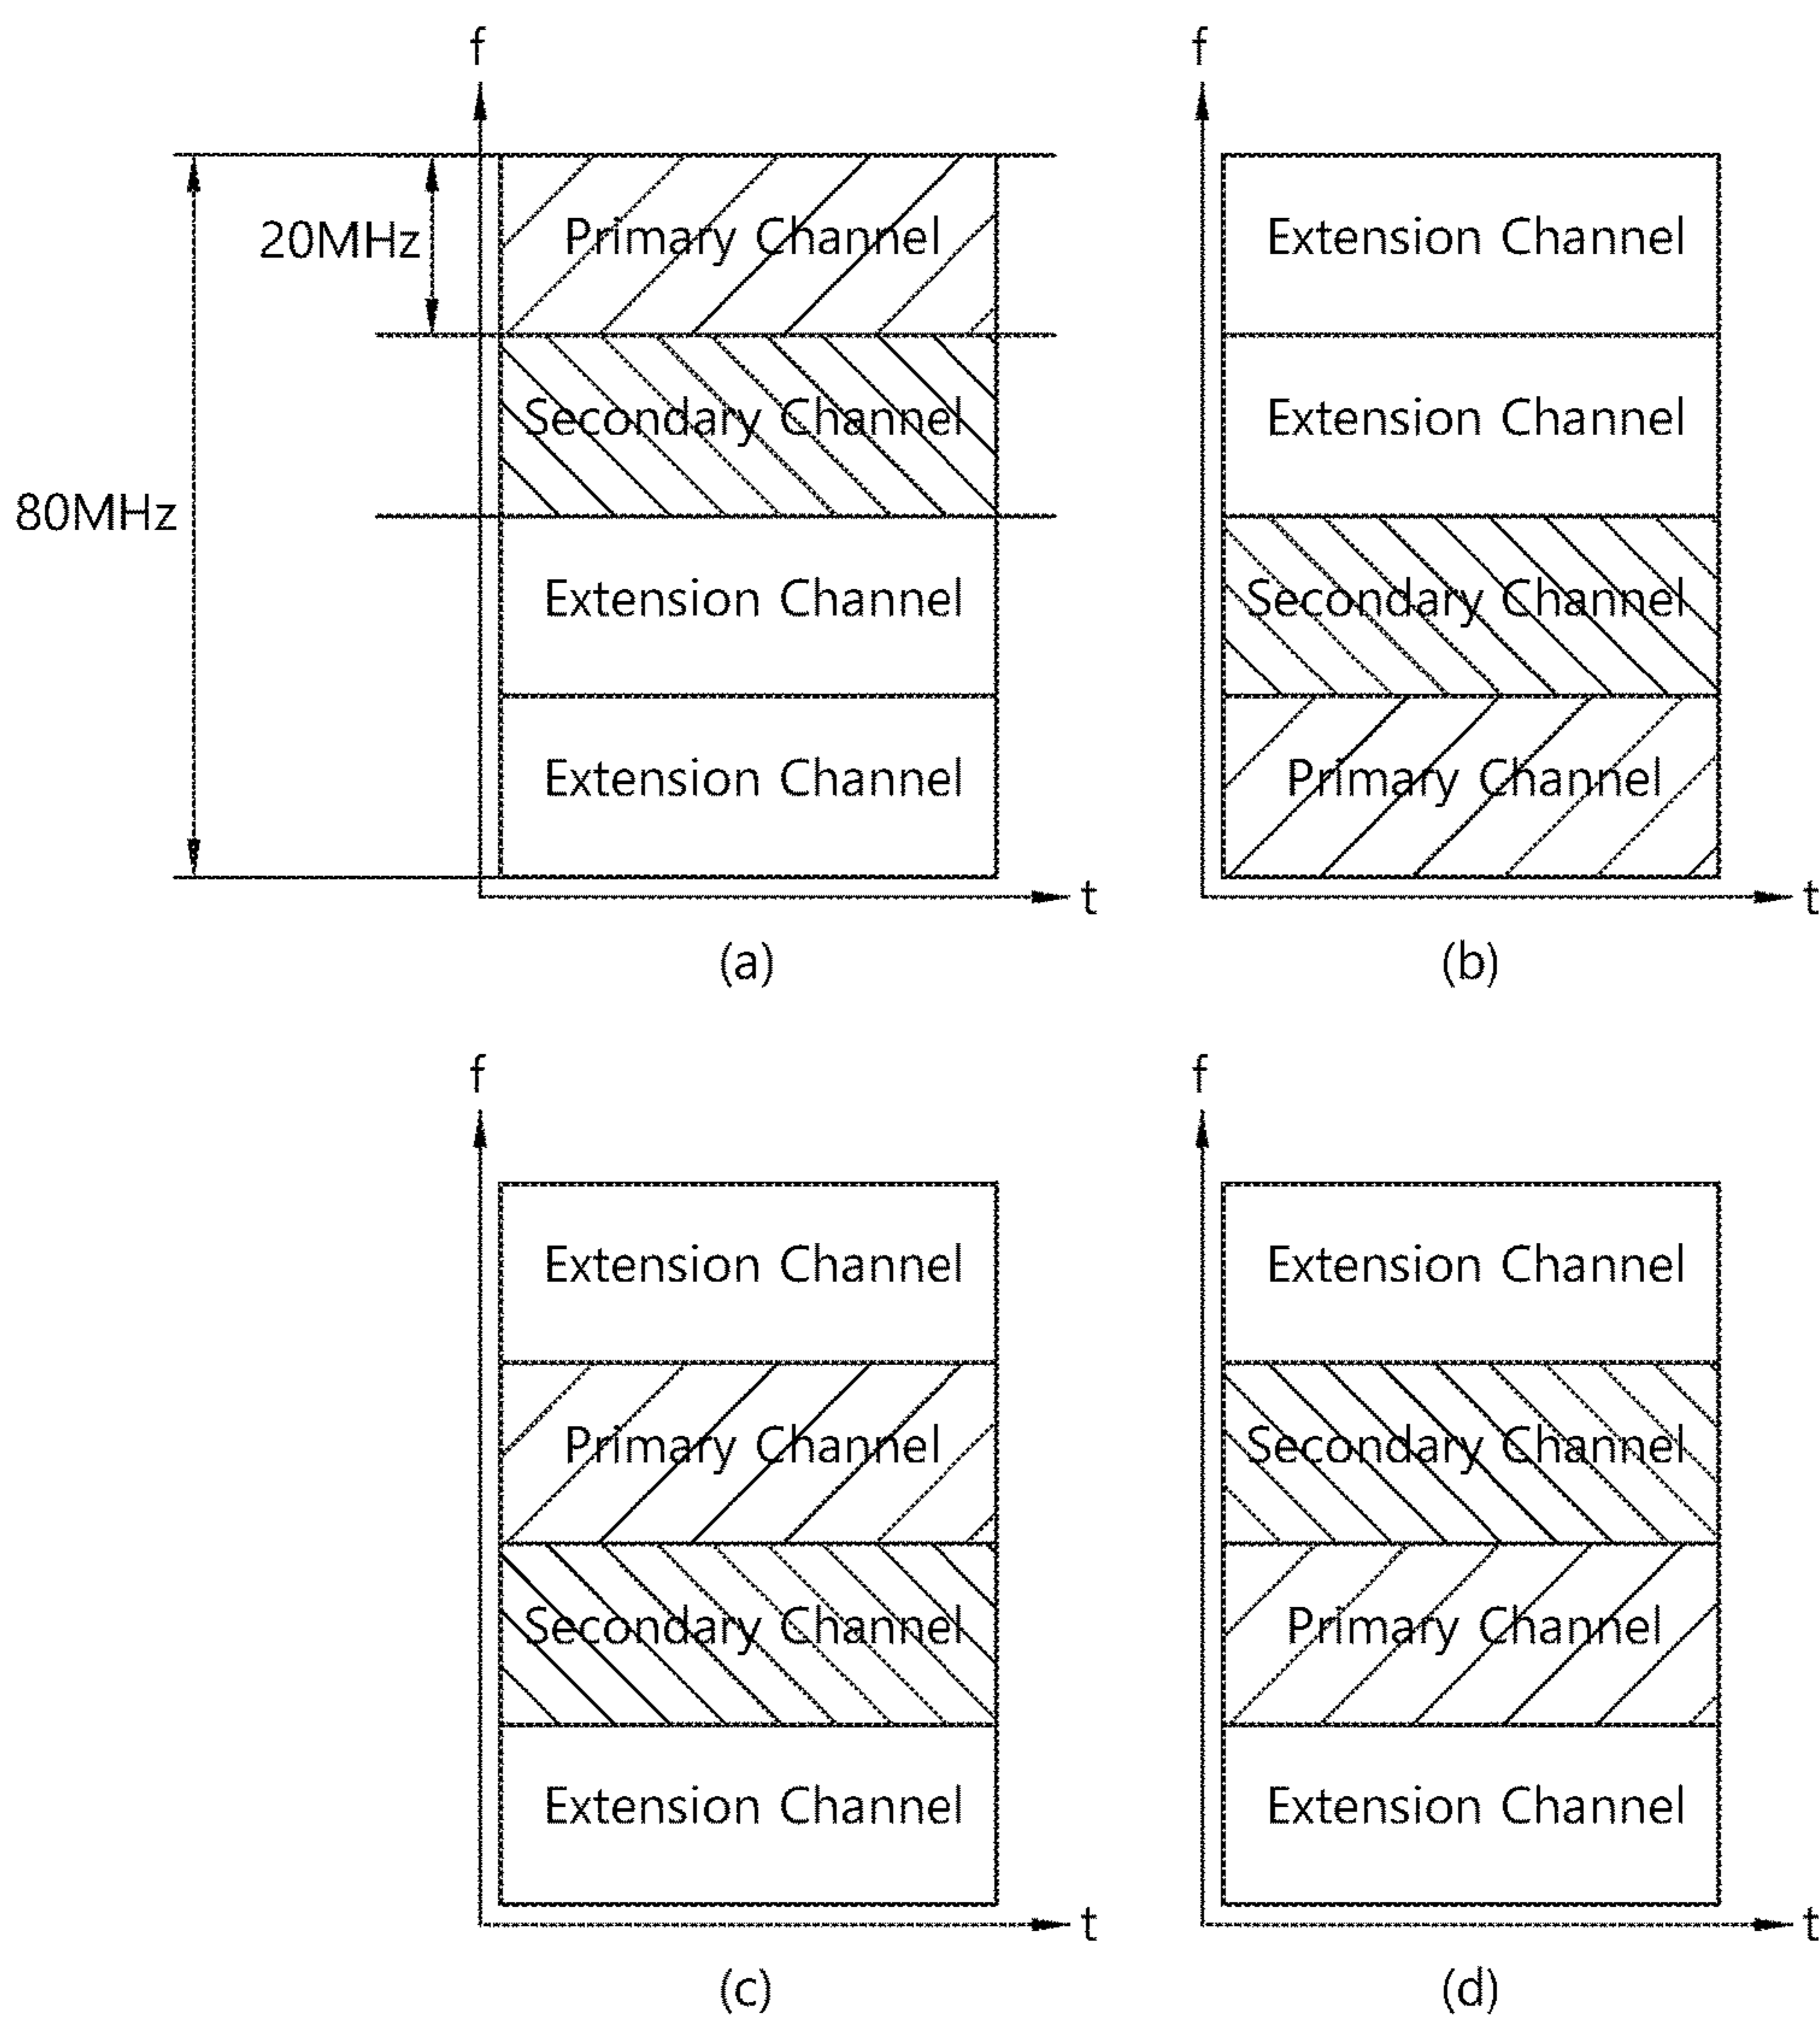 f
20MHz
80MHz
Primary Channel
Secondary Channel
Extension Channel
Extension Channel
t
(a)
f
Extension Channel
Extension Channel
Secondary Channel
Primary Channel
t
(b)
f
Extension Channel
Primary Channel
Secondary Channel
Extension Channel
t
(c)
f
Extension Channel
Secondary Channel
Primary Channel
Extension Channel
t
(d)